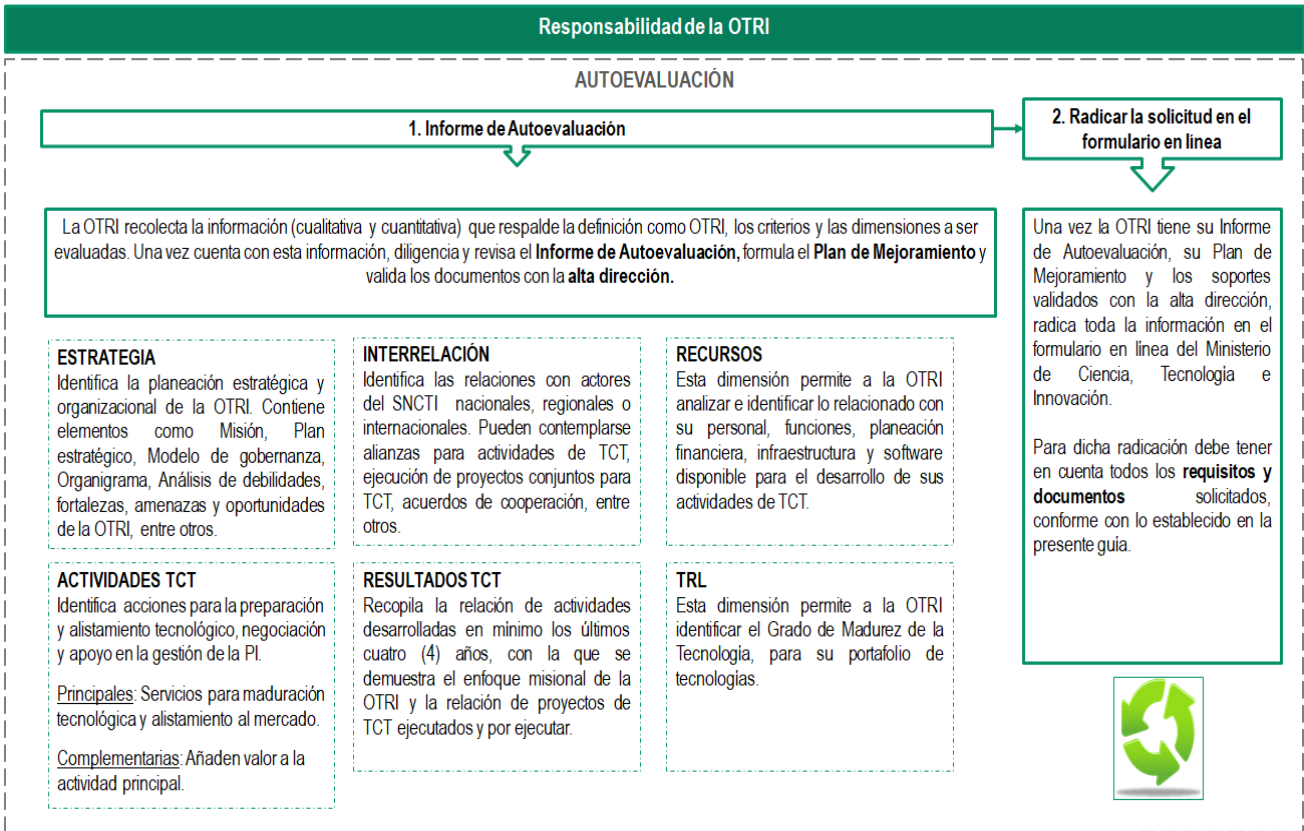 Responsabilidad de la OTRI
AUTOEVALUACIÓN
1. Informe de Autoevaluación
2. Radicar la solicitud en el
formulario en línea
La OTRI recolecta la información (cualitativa y cuantitativa) que respalde la definición como OTRI, los criterios y las dimensiones a ser
evaluadas. Una vez cuenta con esta información, diligencia y revisa el Informe de Autoevaluación, formula el Plan de Mejoramiento y
valida los documentos con la alta dirección.
Una vez la OTRI tiene su Informe
de Autoevaluación, su Plan de
Mejoramiento y los soportes
validados con la alta dirección,
radica toda la información en el
formulario en línea del Ministerio
de Ciencia, Tecnología e
Innovación.
Para dicha radicación debe tener
en cuenta todos los requisitos y
documentos solicitados,
conforme con lo establecido en la
presente guía.
ESTRATEGIA
Identifica la planeación estratégica y
organizacional de la OTRI. Contiene
elementos como Misión, Plan
estratégico, Modelo de gobernanza,
Organigrama, Análisis de debilidades,
fortalezas, amenazas y oportunidades
de la OTRI, entre otros.
INTERRELACIÓN
Identifica las relaciones con actores
del SNCTI nacionales, regionales o
internacionales. Pueden contemplarse
alianzas para actividades de TCT,
ejecución de proyectos conjuntos para
TCT, acuerdos de cooperación, entre
otros.
RECURSOS
Esta dimensión permite a la OTRI
analizar e identificar lo relacionado con
su personal, funciones, planeación
financiera, infraestructura y software
disponible para el desarrollo de sus
actividades de TCT.
ACTIVIDADES TCT
Identifica acciones para la preparación
y alistamiento tecnológico, negociación
y apoyo en la gestión de la PI.
Principales: Servicios para maduración
tecnológica y alistamiento al mercado.
Complementarias: Añaden valor a la
actividad principal.
RESULTADOS TCT
Recopila la relación de actividades
desarrolladas en mínimo los últimos
cuatro (4) años, con la que se
demuestra el enfoque misional de la
OTRI y la relación de proyectos de
TCT ejecutados y por ejecutar.
TRL
Esta dimensión permite a la OTRI
identificar el Grado de Madurez de la
Tecnología, para su portafolio de
tecnologías.